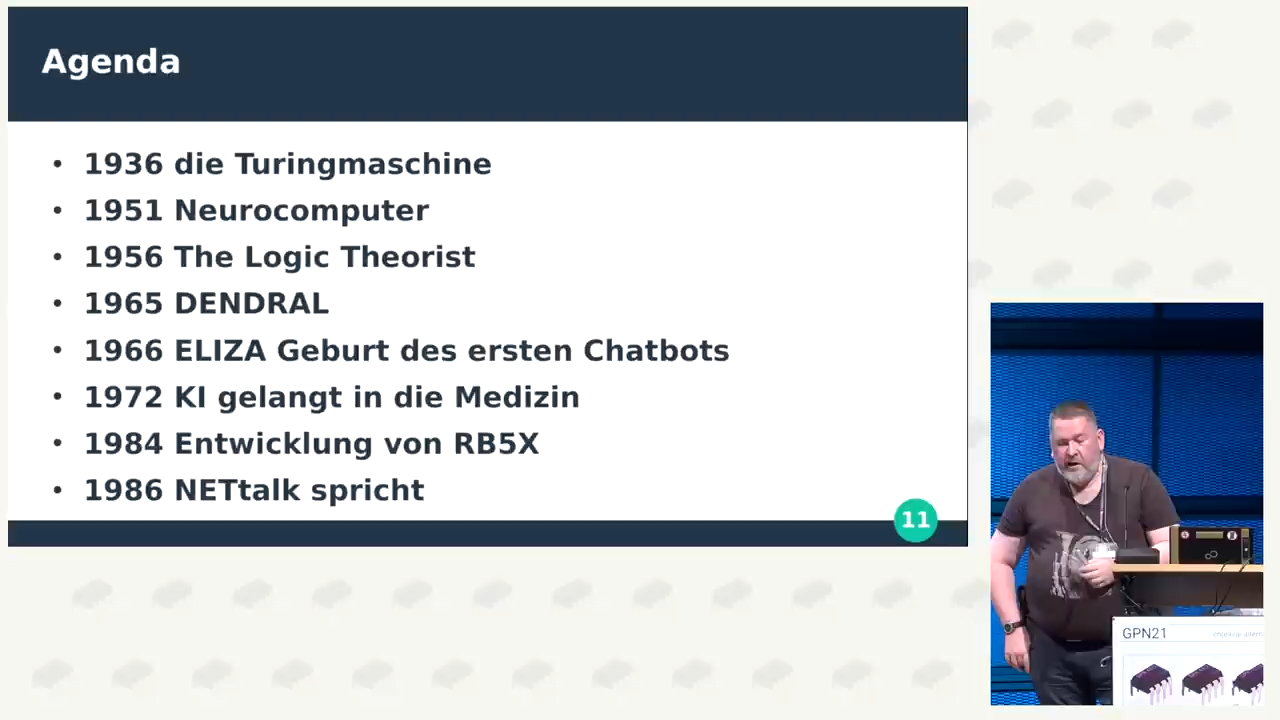 Agenda
• 1936 die Turingmaschine
• 1951 Neurocomputer
• 1956 The Logic Theorist
• 1965 DENDRAL
• 1966 ELIZA Geburt des ersten Chatbots
• 1972 KI gelangt in die Medizin
• 1984 Entwicklung von RB5X
• 1986 NETtalk spricht
11
GPN21